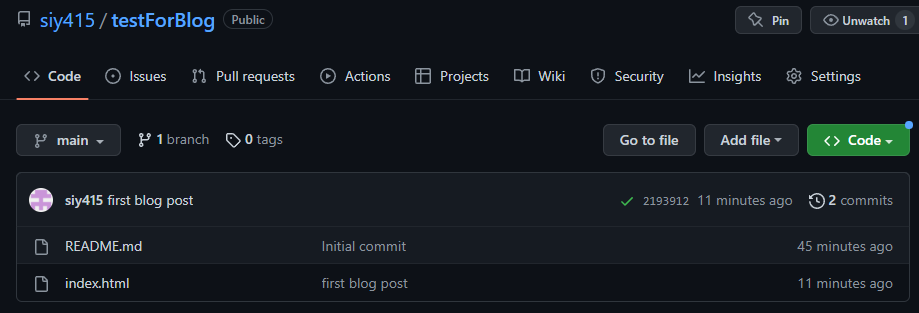 siy415 / testForBlog Public Pin Unwatch 1
Code Issues Pull requests Actions Projects Wiki Security Insights Settings
main 1 branch 0 tags Go to file Add file Code
siy415 first blog post 2193912 11 minutes ago 2 commits
README.md Initial commit 45 minutes ago
index.html first blog post 11 minutes ago